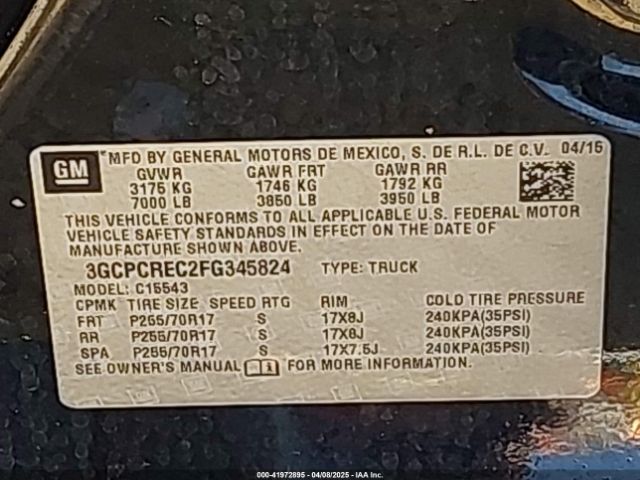 GM
*MFD BY GENERAL MOTORS DE MEXICO, S. DE R.L. DE C.V. 04/15
GVWR GAWR FRT GAWR RR
3175 KG 1746 KG 1792 KG
7000 LB 3850 LB 3950 LB
THIS VEHICLE CONFORMS TO ALL APPLICABLE U.S. FEDERAL MOTOR
VEHICLE SAFETY STANDARDS IN EFFECT ON THE DATE OF
MANUFACTURE SHOWN ABOVE.
3GCPCREC2FG345824 TYPE: TRUCK
MODEL: C15543
CPMK TIRE SIZE SPEED RTG RIM COLD TIRE PRESSURE
FRT P255/70R17 S 17X8J 240KPA(35PSI)
RR P255/70R17 S 17X8J 240KPA(35PSI)
SPA P265/70R17 S 17X7.5J 240KPA(35PSI)
SEE OWNER'S MANUAL FOR MORE INFORMATION.
000-41972895 - 04/08/2025 - IAA Inc.